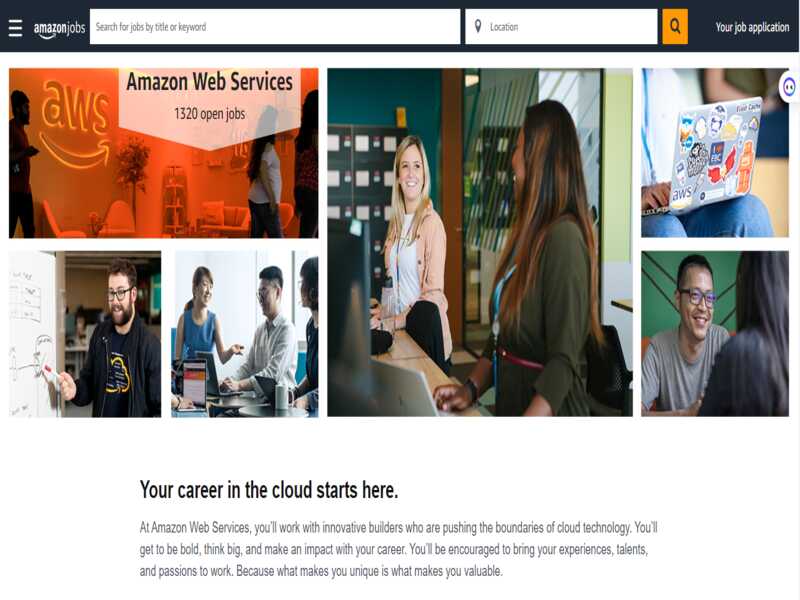 amazonjobs
Search for jobs by title or keyword
Location
Your job application
aws
Amazon Web Services
1320 open jobs
aws
Your career in the cloud starts here.
At Amazon Web Services, you'll work with innovative builders who are pushing the boundaries of cloud technology. You'll
get to be bold, think big, and make an impact with your career. You'll be encouraged to bring your experiences, talents,
and passions to work. Because what makes you unique is what makes you valuable.